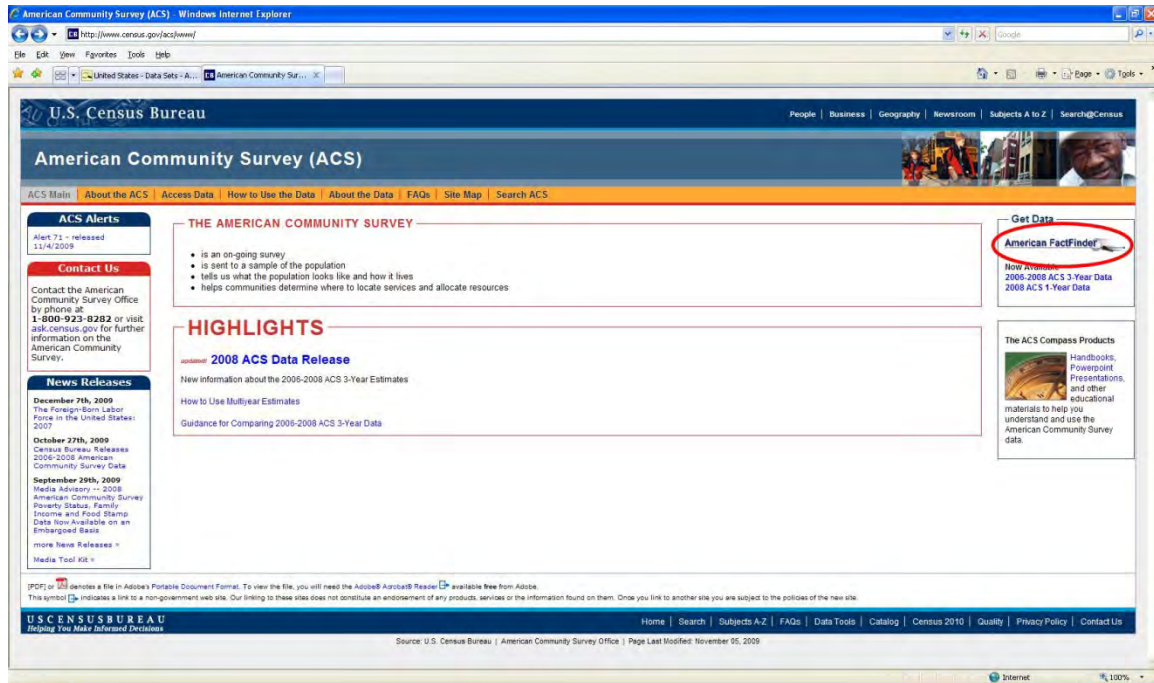 American Community Survey (ACS) - Windows Internet Explorer
http://www.census.gov/acs/www/
Google
File Edit View Favorites Tools Help
United States - Data Sets - A...
American Community Sur...
Page
Tools
U.S. Census Bureau
People | Business | Geography | Newsroom | Subjects A to Z | Search@Census
American Community Survey (ACS)
ACS Main | About the ACS | Access Data | How to Use the Data | About the Data | FAQs | Site Map | Search ACS
ACS Alerts
Alert 71 - released
11/4/2009
Contact Us
Contact the American
Community Survey Office
by phone at
1-800-923-8282 or visit
ask.census.gov for further
information on the
American Community
Survey.
News Releases
December 7th, 2009
The Foreign-Born Labor
Force in the United States:
2007
October 27th, 2009
Census Bureau Releases
2006-2008 American
Community Survey Data
September 29th, 2009
Media Advisory -- 2008
American Community Survey
Poverty Status, Family
Income and Food Stamp
Data Now Available on an
Embargoed Basis
more News Releases »
Media Tool Kit »
THE AMERICAN COMMUNITY SURVEY
• is an on-going survey
• is sent to a sample of the population
• tells us what the population looks like and how it lives
• helps communities determine where to locate services and allocate resources
HIGHLIGHTS
updated! 2008 ACS Data Release
New information about the 2006-2008 ACS 3-Year Estimates
How to Use Multiyear Estimates
Guidance for Comparing 2006-2008 ACS 3-Year Data
Get Data
American FactFinder
Now Available
2006-2008 ACS 3-Year Data
2008 ACS 1-Year Data
The ACS Compass Products
Handbooks,
Powerpoint
Presentations,
and other
educational
materials to help you
understand and use the
American Community Survey
data.
[PDF] or denotes a file in Adobe's Portable Document Format. To view the file, you will need the Adobe® Acrobat® Reader available free from Adobe.
This symbol indicates a link to a non-government web site. Our linking to these sites does not constitute an endorsement of any products, services or the information found on them. Once you link to another site you are subject to the policies of the new site.
USCENSUSBUREAU
Helping You Make Informed Decisions
Home | Search | Subjects A-Z | FAQs | Data Tools | Catalog | Census 2010 | Quality | Privacy Policy | Contact Us
Source: U.S. Census Bureau | American Community Survey Office | Page Last Modified: November 05, 2009
Internet
100%